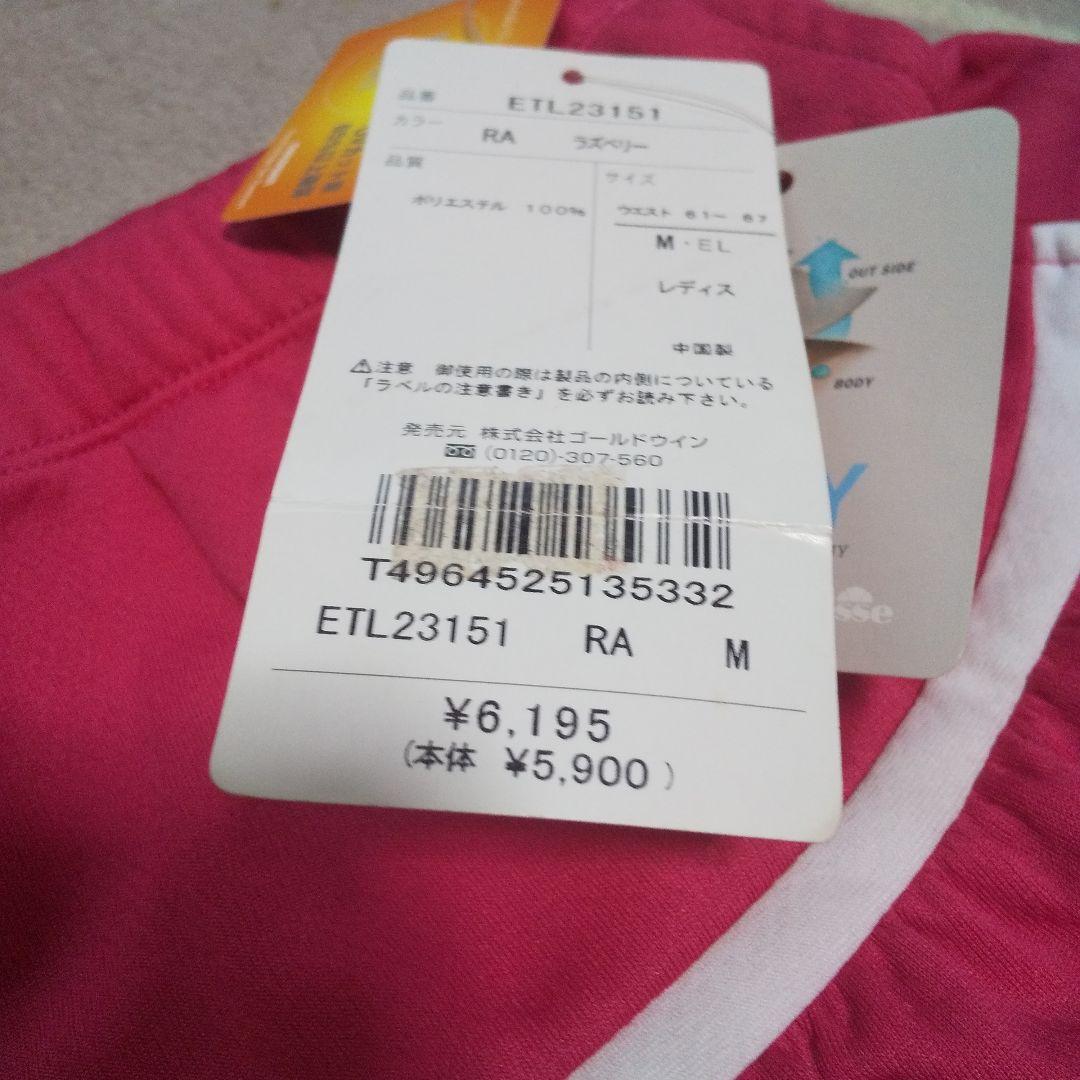 品番 ETL23151
カラー RA ラズベリー
品質
サイズ
ポリエステル 100%
ウエスト 61ー 67
M・EL
レディス
中国製
⚠注意 御使用の際は製品の内側についている
「ラベルの注意書き」を必ずお読み下さい。
発売元 株式会社ゴールドウイン
(0120)-307-560
T4964525135332
ETL23151 RA M
¥6,195
(本体 ¥5,900)
OUT SIDE
BODY